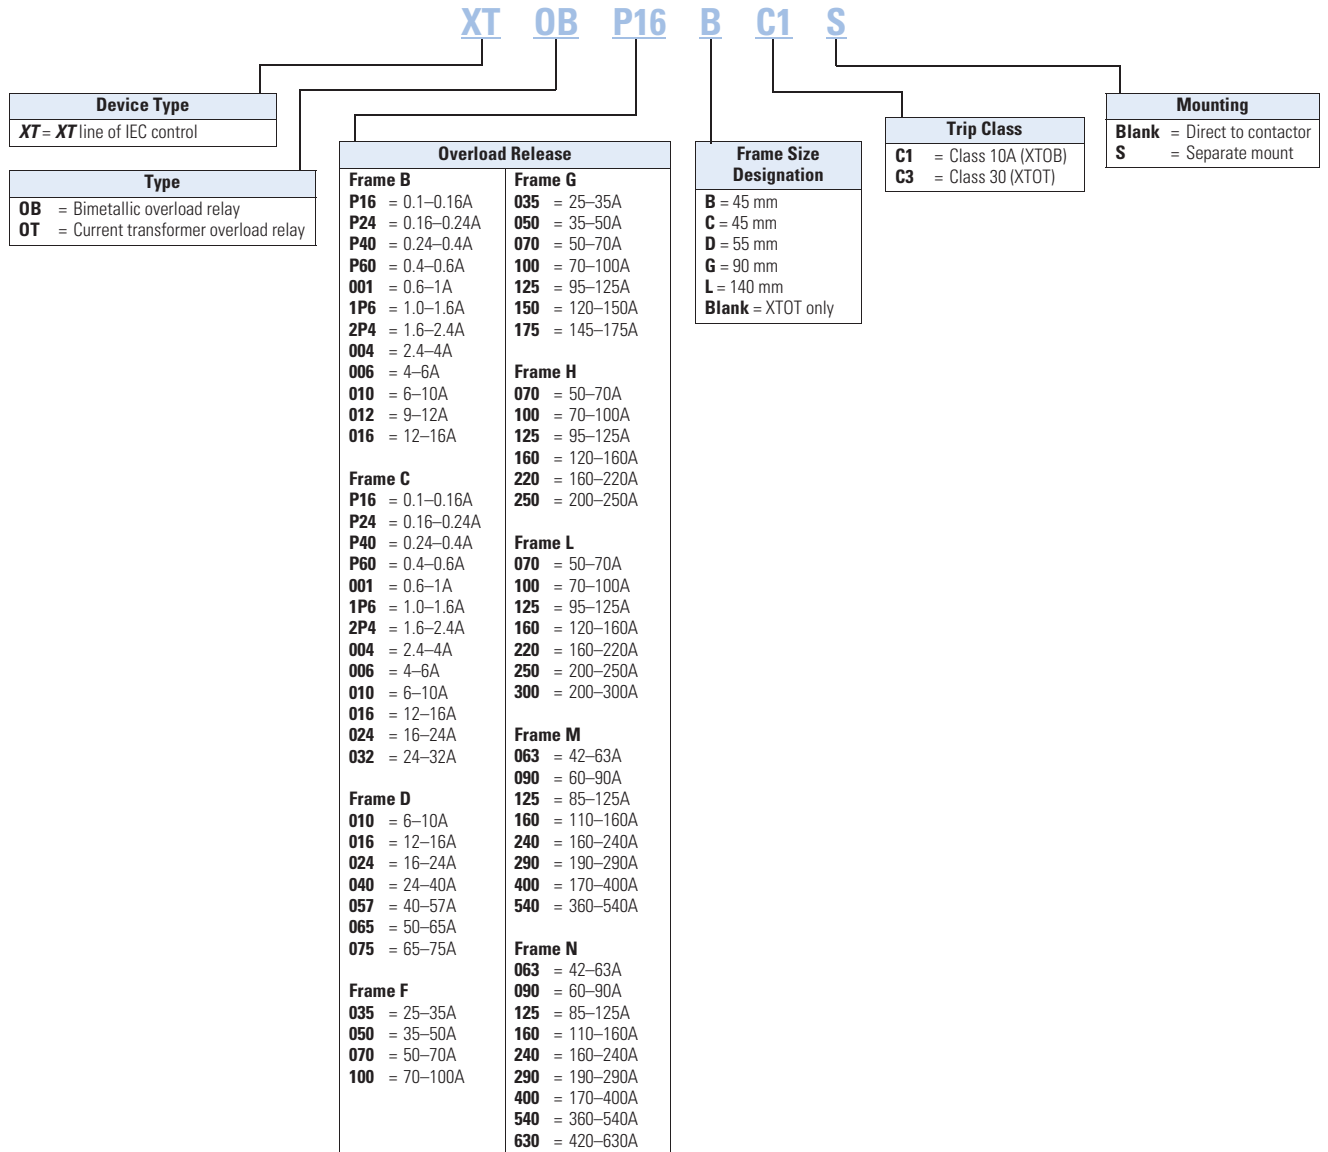 XT OB P16 B C1 S
Device Type
XT = XT line of IEC control
Type
OB = Bimetallic overload relay
OT = Current transformer overload relay
Overload Release
Frame B
P16 = 0.1–0.16A
P24 = 0.16–0.24A
P40 = 0.24–0.4A
P60 = 0.4–0.6A
001 = 0.6–1A
1P6 = 1.0–1.6A
2P4 = 1.6–2.4A
004 = 2.4–4A
006 = 4–6A
010 = 6–10A
012 = 9–12A
016 = 12–16A
Frame C
P16 = 0.1–0.16A
P24 = 0.16–0.24A
P40 = 0.24–0.4A
P60 = 0.4–0.6A
001 = 0.6–1A
1P6 = 1.0–1.6A
2P4 = 1.6–2.4A
004 = 2.4–4A
006 = 4–6A
010 = 6–10A
016 = 12–16A
024 = 16–24A
032 = 24–32A
Frame D
010 = 6–10A
016 = 12–16A
024 = 16–24A
040 = 24–40A
057 = 40–57A
065 = 50–65A
075 = 65–75A
Frame F
035 = 25–35A
050 = 35–50A
070 = 50–70A
100 = 70–100A
Frame G
035 = 25–35A
050 = 35–50A
070 = 50–70A
100 = 70–100A
125 = 95–125A
150 = 120–150A
175 = 145–175A
Frame H
070 = 50–70A
100 = 70–100A
125 = 95–125A
160 = 120–160A
220 = 160–220A
250 = 200–250A
Frame L
070 = 50–70A
100 = 70–100A
125 = 95–125A
160 = 120–160A
220 = 160–220A
250 = 200–250A
300 = 200–300A
Frame M
063 = 42–63A
090 = 60–90A
125 = 85–125A
160 = 110–160A
240 = 160–240A
290 = 190–290A
400 = 170–400A
540 = 360–540A
Frame N
063 = 42–63A
090 = 60–90A
125 = 85–125A
160 = 110–160A
240 = 160–240A
290 = 190–290A
400 = 170–400A
540 = 360–540A
630 = 420–630A
Frame Size
Designation
B = 45 mm
C = 45 mm
D = 55 mm
G = 90 mm
L = 140 mm
Blank = XTOT only
Trip Class
C1 = Class 10A (XTOB)
C3 = Class 30 (XTOT)
Mounting
Blank = Direct to contactor
S = Separate mount